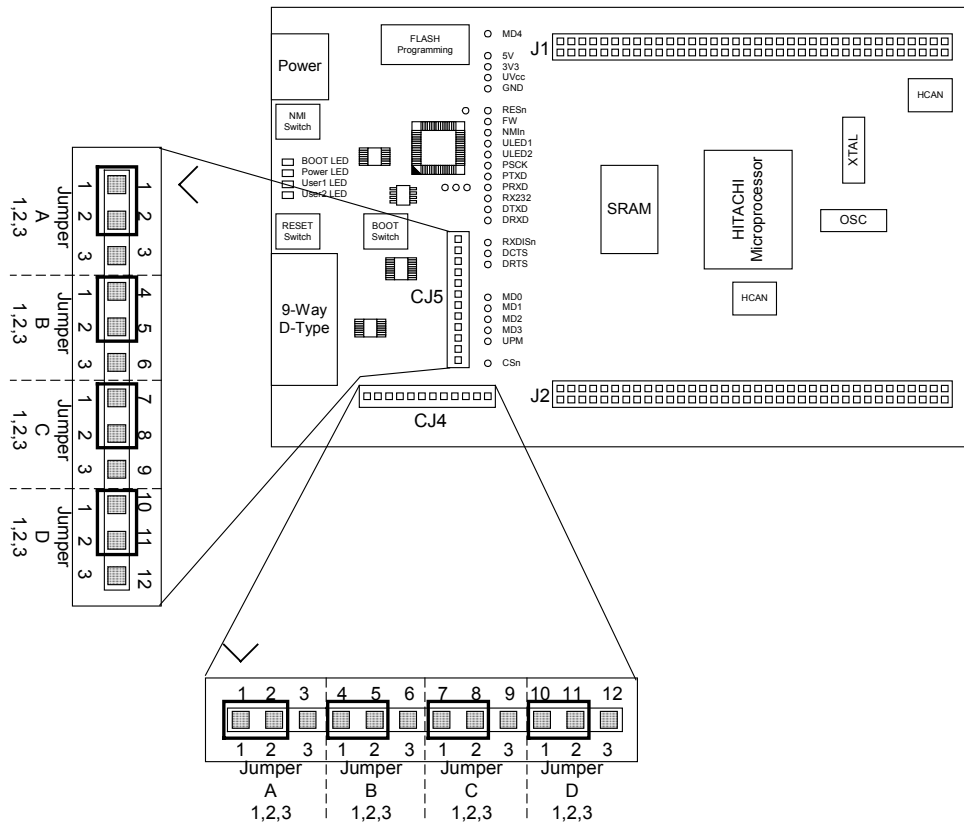 FLASH
Programming
MD4
5V
3V3
UVcc
GND
J1
Power
HCAN
NMI
Switch
RESn
FW
NMIn
ULED1
ULED2
PSCK
PTXD
PRXD
RX232
DTXD
DRXD
XTAL
BOOT LED
Power LED
User1 LED
User2 LED
SRAM
HITACHI
Microprocessor
OSC
RESET
Switch
BOOT
Switch
RXDISn
DCTS
DRTS
9-Way
D-Type
CJ5
HCAN
MD0
MD1
MD2
MD3
UPM
CSn
J2
CJ4
1 2 3 4 5 6 7 8 9 10 11 12
1 2 3 1 2 3 1 2 3 1 2 3
Jumper
A
1,2,3
Jumper
B
1,2,3
Jumper
C
1,2,3
Jumper
D
1,2,3
1 2 3 4 5 6 7 8 9 10 11 12
1 2 3 1 2 3 1 2 3 1 2 3
Jumper Jumper Jumper Jumper
A B C D
1,2,3 1,2,3 1,2,3 1,2,3